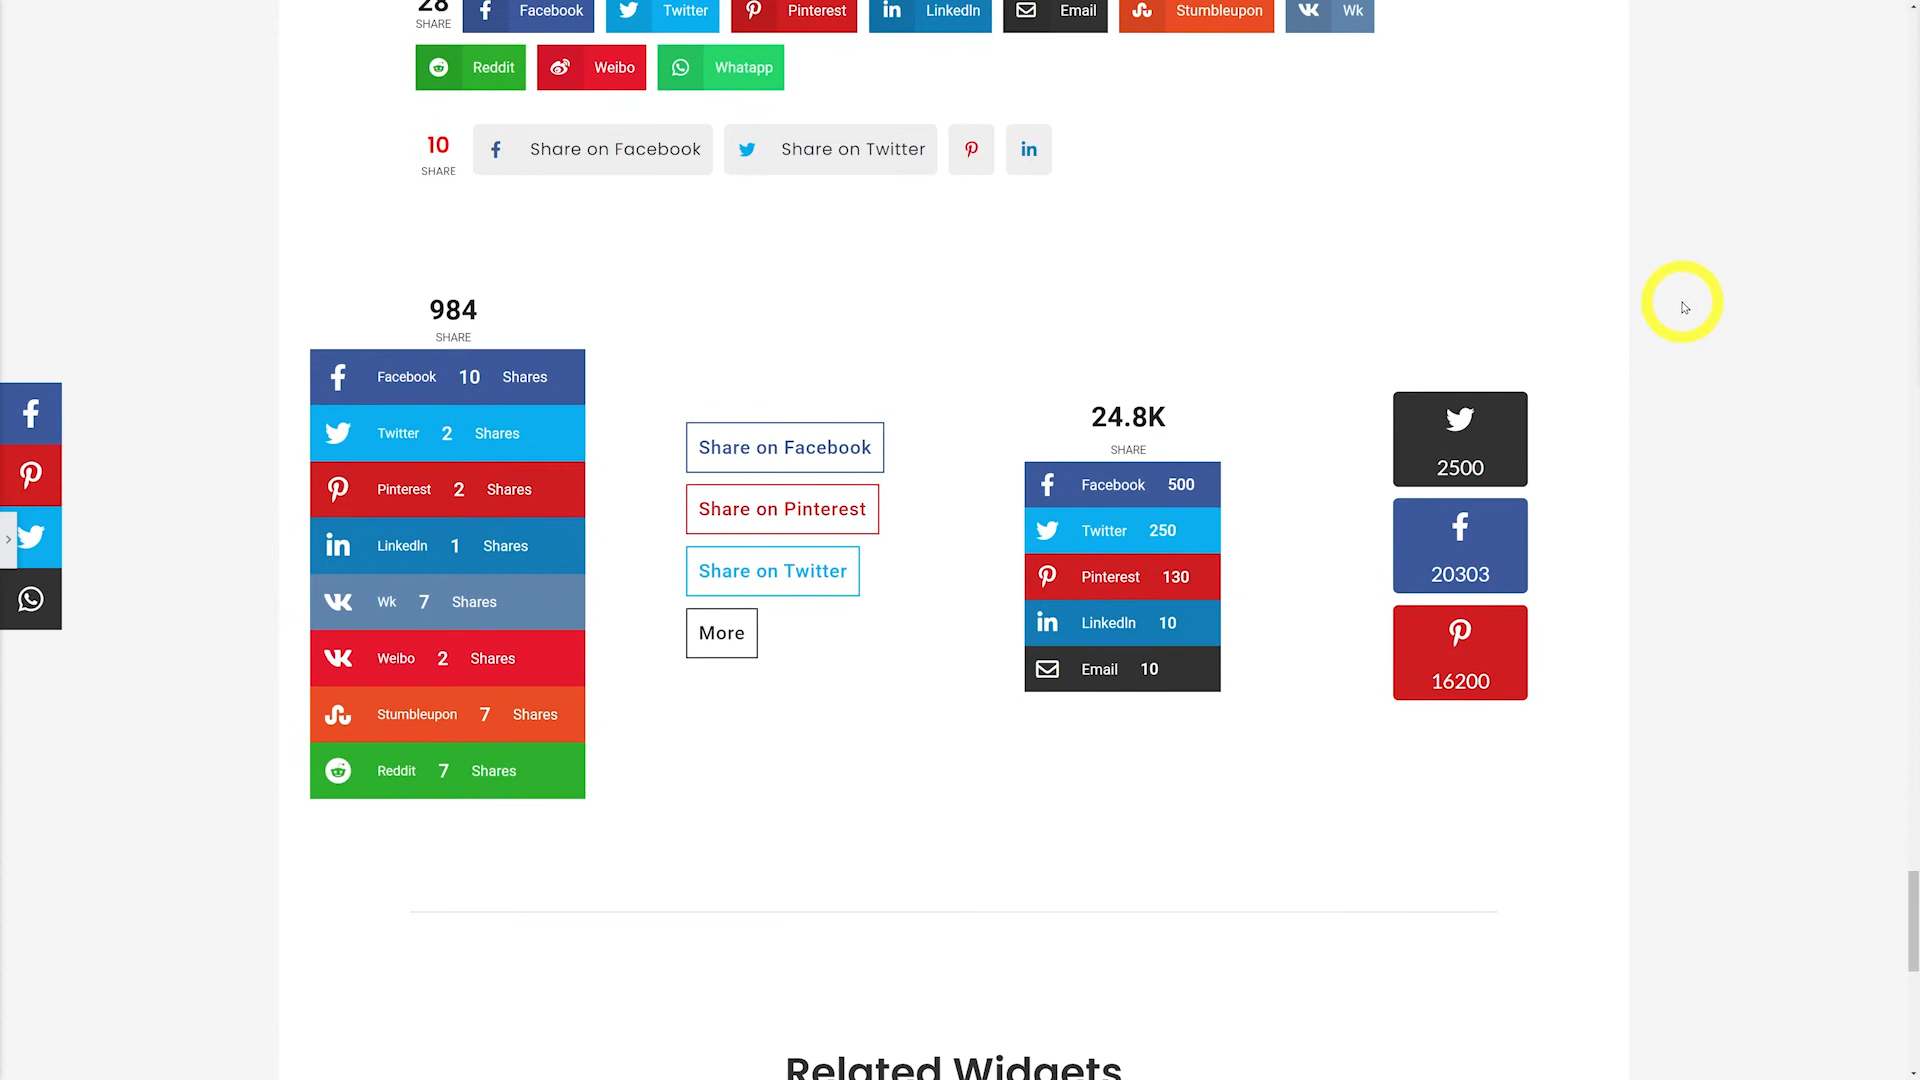 28
SHARE
Facebook
Twitter
Pinterest
LinkedIn
Email
Stumbleupon
Wk
Reddit
Weibo
Whatapp
10
SHARE
Share on Facebook
Share on Twitter
984
SHARE
Facebook 10 Shares
Twitter 2 Shares
Pinterest 2 Shares
LinkedIn 1 Shares
Wk 7 Shares
Weibo 2 Shares
Stumbleupon 7 Shares
Reddit 7 Shares
Share on Facebook
Share on Pinterest
Share on Twitter
More
24.8K
SHARE
Facebook 500
Twitter 250
Pinterest 130
LinkedIn 10
Email 10
2500
20303
16200
Related Widgets